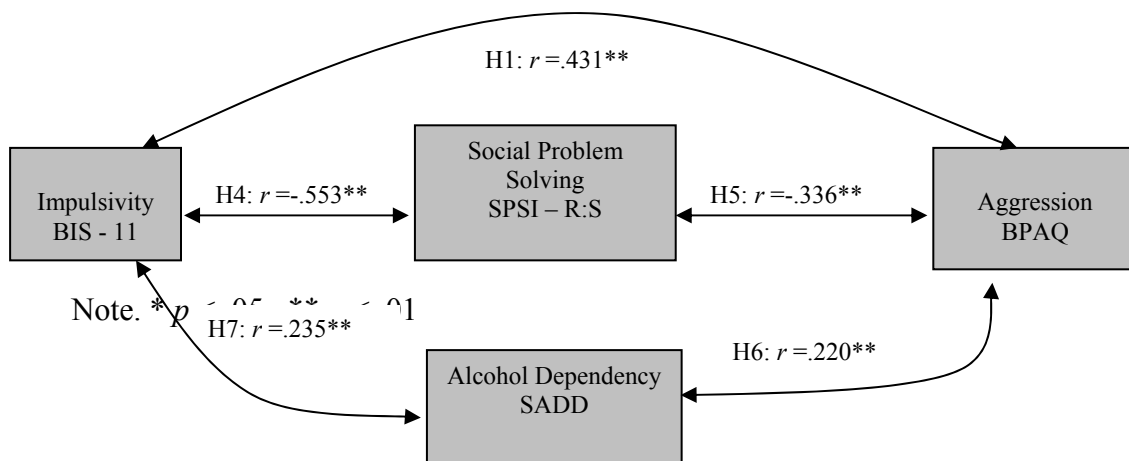 H1: r =.431**
Social Problem
Solving
SPSI – R:S
Impulsivity
BIS - 11
H4: r =-.553**
H5: r =-.336**
Aggression
BPAQ
Note. * p
H7: r =.235**
H6: r =.220**
Alcohol Dependency
SADD